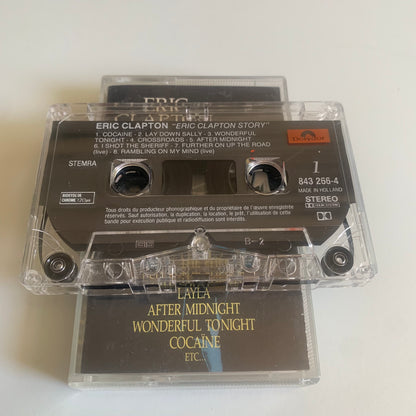 ERIC
CLAPTON
ERIC CLAPTON "ERIC CLAPTON STORY"
1. COCAINE - 2. LAY DOWN SALLY - 3. WONDERFUL
TONIGHT - 4. CROSSROADS - 5. AFTER MIDNIGHT
6. I SHOT THE SHERIFF - 7. FURTHER ON UP THE ROAD
(live) - 8. RAMBLING ON MY MIND (live)
STEMRA
1
843 266-4
MADE IN HOLLAND
STEREO
Tous droits du producteur phonographique et du propriétaire de l'œuvre enregistrée
réservés. Sauf autorisation, la duplication, la location, le prêt, l'utilisation de cette
bande pour exécution publique et radiodiffusion sont interdits.
B-2
LAYLA
AFTER MIDNIGHT
WONDERFUL TONIGHT
COCAÏNE
ETC...